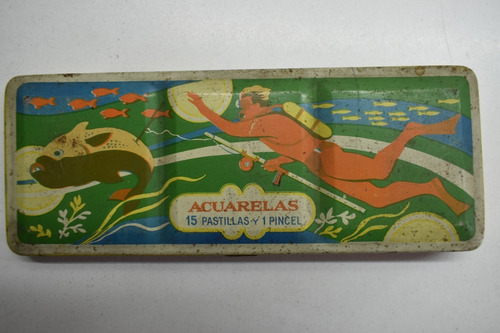 ACUARELAS
15 PASTILLAS Y 1 PINCEL